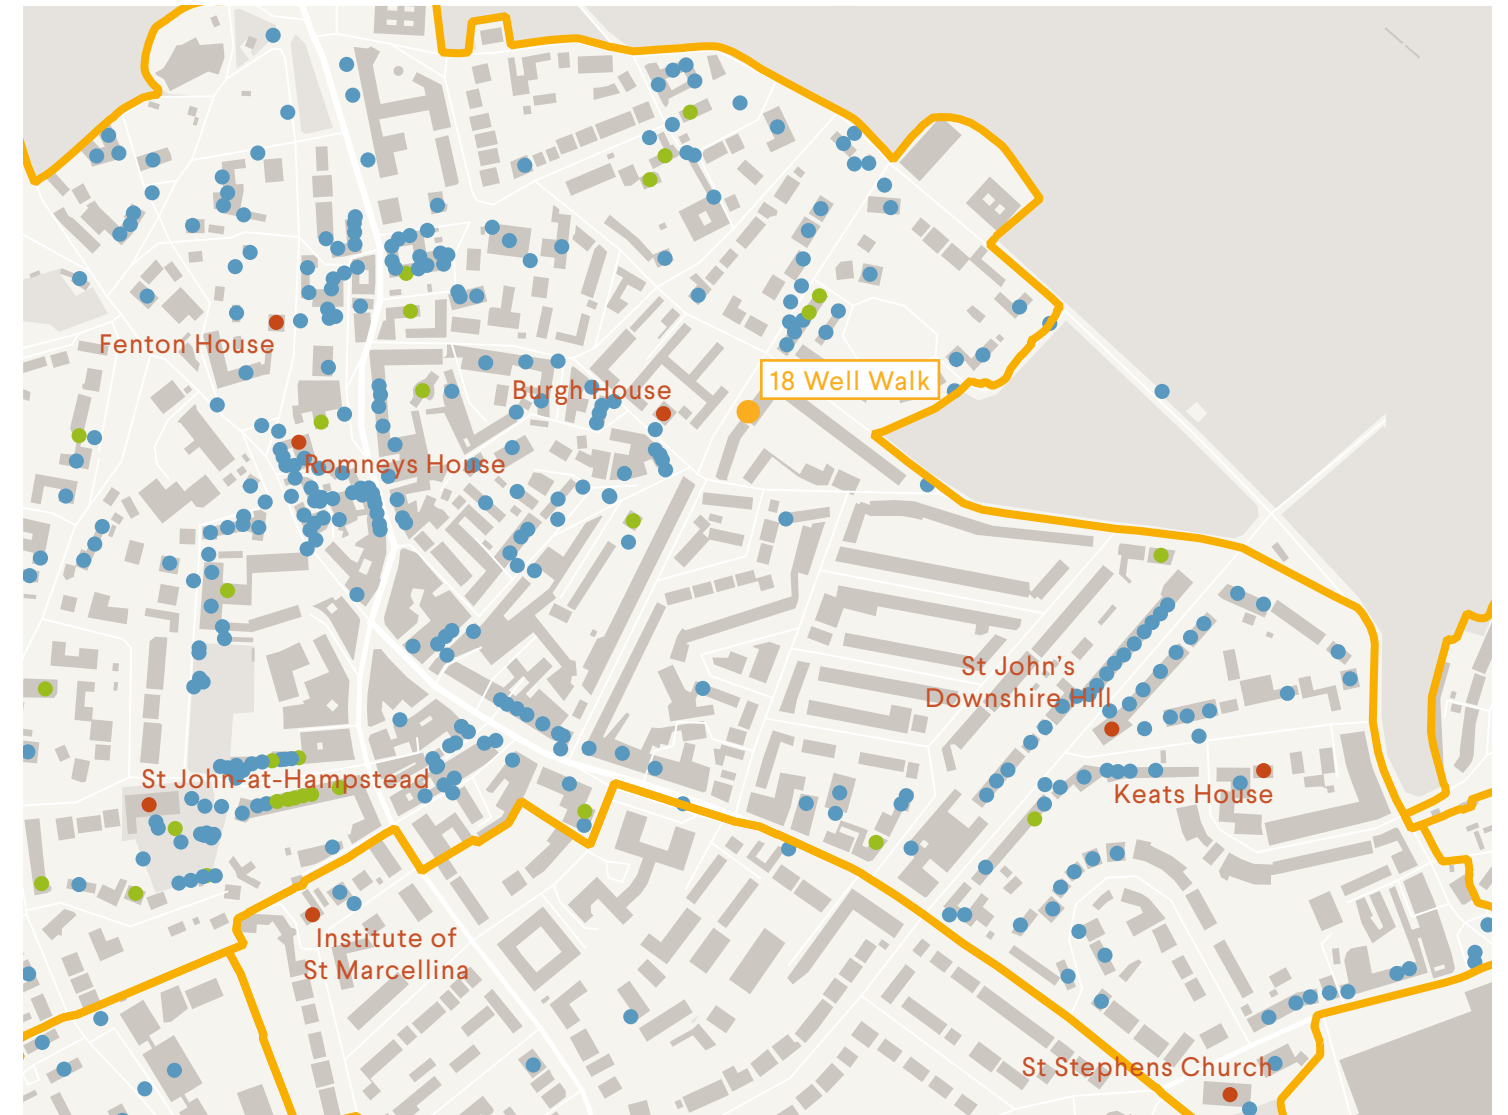 Fenton House
Burgh House
18 Well Walk
Romneys House
St John’s
Downshire Hill
St John-at-Hampstead
Keats House
Institute of
St Marcellina
St Stephens Church